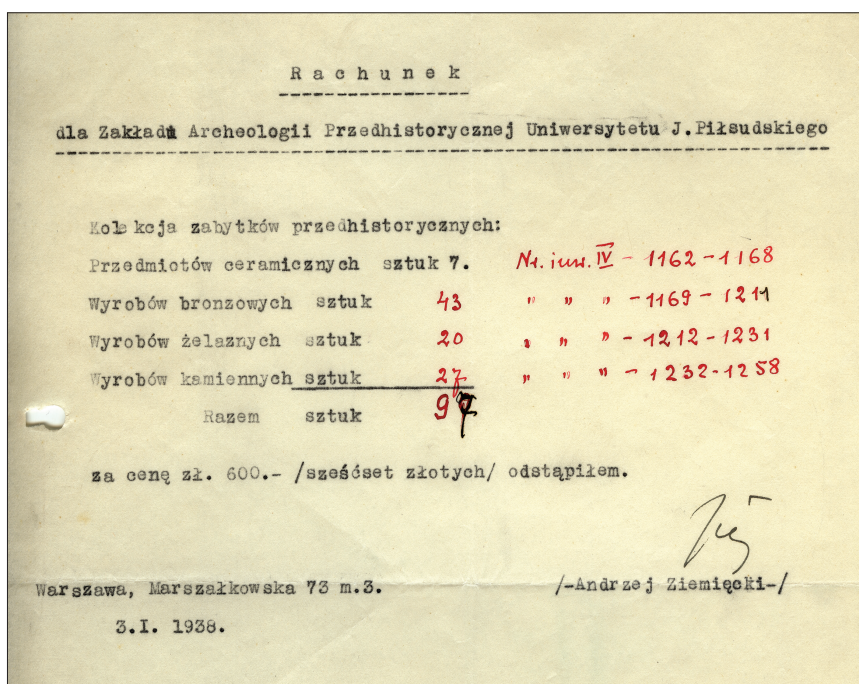 Rachunek
dla Zakładu Archeologii Przedhistorycznej Uniwersytetu J.Piłsudskiego
Kolekcja zabytków przedhistorycznych:
Przedmiotów ceramicznych sztuk 7. Nr. inw. IV - 1162-1168
Wyrobów bronzowych sztuk 43 " " " -1169-1211
Wyrobów żelaznych sztuk 20 " " " -1212-1231
Wyrobów kamiennych sztuk 27 " " " -1232-1258
Razem sztuk 97
za cenę zł. 600.- /sześćset złotych/ odstąpiłem.
Warszawa, Marszałkowska 73 m.3. /-Andrzej Ziemięcki-/
3.I. 1938.